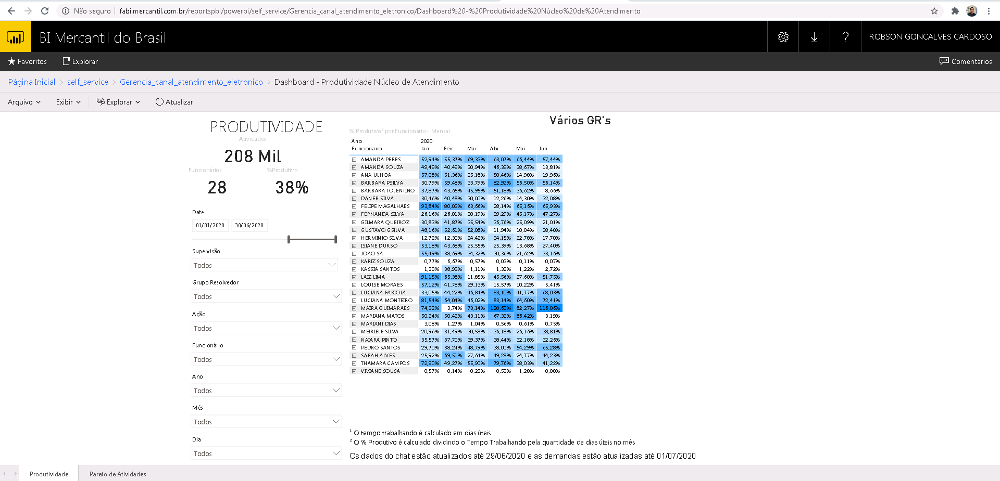 Não seguro | fabi.mercantil.com.br/reportspbi/powerbi/self_service/Gerencia_canal_atendimento_eletronico/Dashboard%20-%20Produtividade%20Núcleo%20de%20Atendimento
BI Mercantil do Brasil
? ROBSON GONCALVES CARDOSO
Favoritos Explorar Comentários
Página Inicial > self_service > Gerencia_canal_atendimento_eletronico > Dashboard - Produtividade Núcleo de Atendimento
Arquivo Exibir Explorar Atualizar
PRODUTIVIDADE
Atividades
208 Mil
Funcionários %Produtivo
28 38%
Date
01/01/2020 30/06/2020
Supervisão
Todos
Grupo Resolvedor
Todos
Ação
Todos
Funcionário
Todos
Ano
Todos
Mês
Todos
Dia
Todos
Vários GR's
% Produtivo² por Funcionário - Mensal
Ano 2020
Funcionario Jan Fev Mar Abr Mai Jun
AMANDA PERES 52,94% 55,37% 69,33% 63,07% 66,44% 57,44%
AMANDA SOUZA 49,49% 40,49% 30,94% 46,39% 38,67% 13,81%
ANA ULHOA 57,08% 51,36% 25,18% 50,46% 14,98% 19,96%
BARBARA PSILVA 30,79% 59,48% 33,79% 82,92% 56,50% 56,14%
BARBARA TOLENTINO 37,87% 43,65% 45,95% 51,18% 36,62% 8,66%
DANER SILVA 30,46% 40,48% 30,00% 12,26% 14,30% 32,08%
FELIPE MAGALHAES 93,84% 80,03% 63,66% 28,14% 65,16% 65,93%
FERNANDA SILVA 26,16% 26,01% 20,19% 39,29% 45,17% 47,27%
GILMARA QUEIROZ 30,83% 41,87% 35,54% 36,76% 25,09% 21,01%
GUSTAVO GSILVA 48,16% 52,61% 52,08% 11,94% 10,04% 28,40%
HERMINIO SILVA 12,72% 12,30% 24,42% 34,15% 22,78% 17,70%
ISIANE DURSO 53,18% 43,68% 25,55% 25,39% 13,68% 27,40%
JOAO SA 55,49% 38,69% 34,32% 30,36% 21,62% 33,16%
KARIZ SOUZA 0,77% 6,67% 0,57% 0,03% 0,11% 0,07%
KASSIA SANTOS 1,30% 38,93% 1,11% 1,32% 1,22% 2,72%
LAIZ LIMA 91,15% 65,38% 11,85% 45,56% 27,60% 51,75%
LOUISE MORAES 57,12% 41,78% 29,13% 15,57% 10,22% 5,41%
LUCIANA FABIOLA 33,05% 44,22% 46,84% 83,10% 41,77% 68,03%
LUCIANA MONTEIRO 81,54% 64,04% 46,02% 83,14% 64,60% 72,41%
MAIRA GUIMARAES 74,32% 3,74% 73,14% 120,60% 82,27% 116,06%
MARIANA MATOS 50,24% 50,42% 43,11% 67,32% 86,42% 3,19%
MARIANI DIAS 3,08% 1,27% 1,04% 0,56% 0,61% 0,75%
MEIRIELE SILVA 20,96% 31,49% 30,58% 36,18% 26,16% 38,81%
NAIARA PINTO 35,57% 37,70% 39,37% 38,44% 32,18% 32,26%
PEDRO SANTOS 29,70% 38,24% 48,79% 38,00% 54,29% 65,28%
SARAH ALVES 25,92% 69,51% 27,64% 49,28% 24,77% 44,23%
THAMARA CAMPOS 72,90% 49,27% 55,90% 79,76% 38,03% 41,22%
VIVIANE SOUSA 0,57% 0,14% 0,23% 0,53% 1,28% 0,00%
¹ O tempo trabalhando é calculado em dias úteis
² O % Produtivo é calculado dividindo o Tempo Trabalhando pela quantidade de dias úteis no mês
Os dados do chat estão atualizados até 29/06/2020 e as demandas estão atualizadas até 01/07/2020
Produtividade Pareto de Atividades